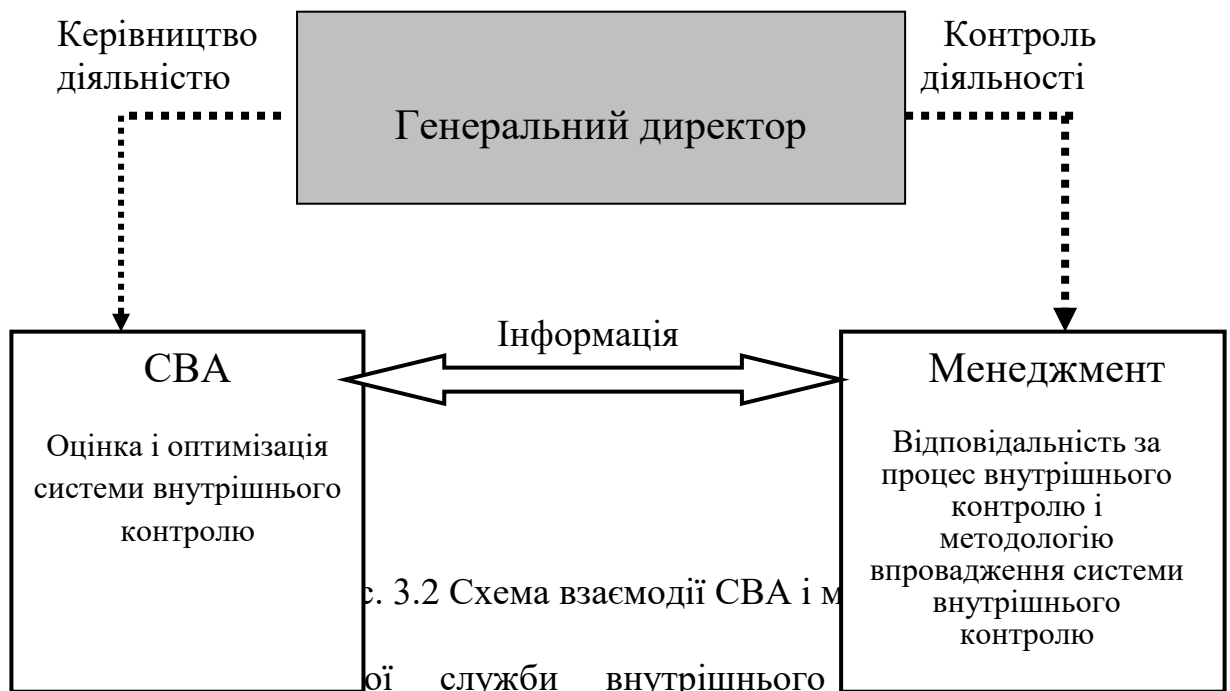 Керівництво
діяльністю
Контроль
діяльності
Генеральний директор
Інформація
СВА
Оцінка і оптимізація
системи внутрішнього
контролю
Менеджмент
Відповідальність за
процес внутрішнього
контролю і
методологію
впровадження системи
внутрішнього
контролю
с. 3.2 Схема взаємодії СВА і м
ої служби внутрішнього